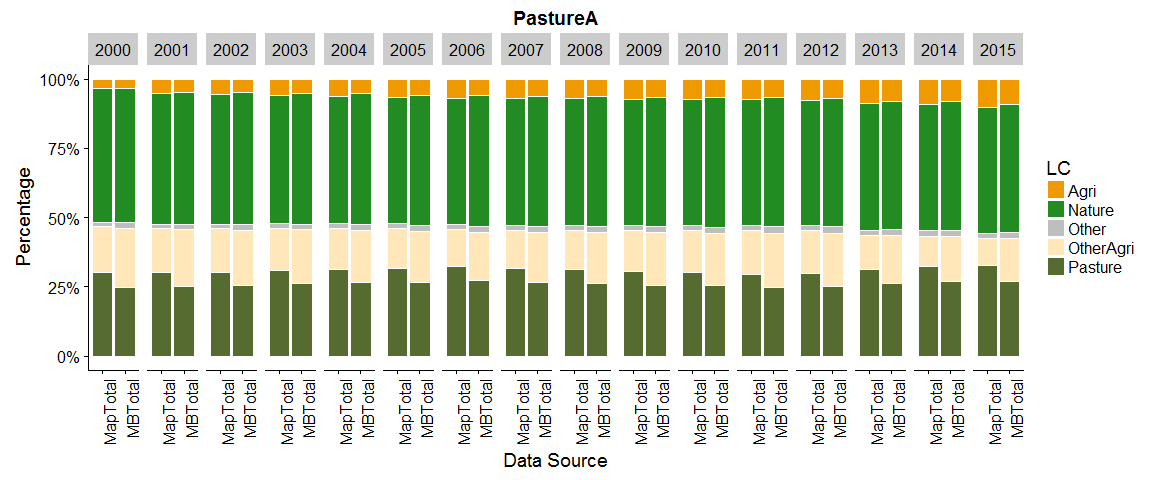 PastureA
2000 2001 2002 2003 2004 2005 2006 2007 2008 2009 2010 2011 2012 2013 2014 2015
100%
75%
50%
25%
0%
Percentage
MapTotal MBTotal MapTotal MBTotal MapTotal MBTotal MapTotal MBTotal MapTotal MBTotal MapTotal MBTotal MapTotal MBTotal MapTotal MBTotal MapTotal MBTotal MapTotal MBTotal MapTotal MBTotal MapTotal MBTotal MapTotal MBTotal MapTotal MBTotal MapTotal MBTotal MapTotal MBTotal
Data Source
LC
Agri
Nature
Other
OtherAgri
Pasture